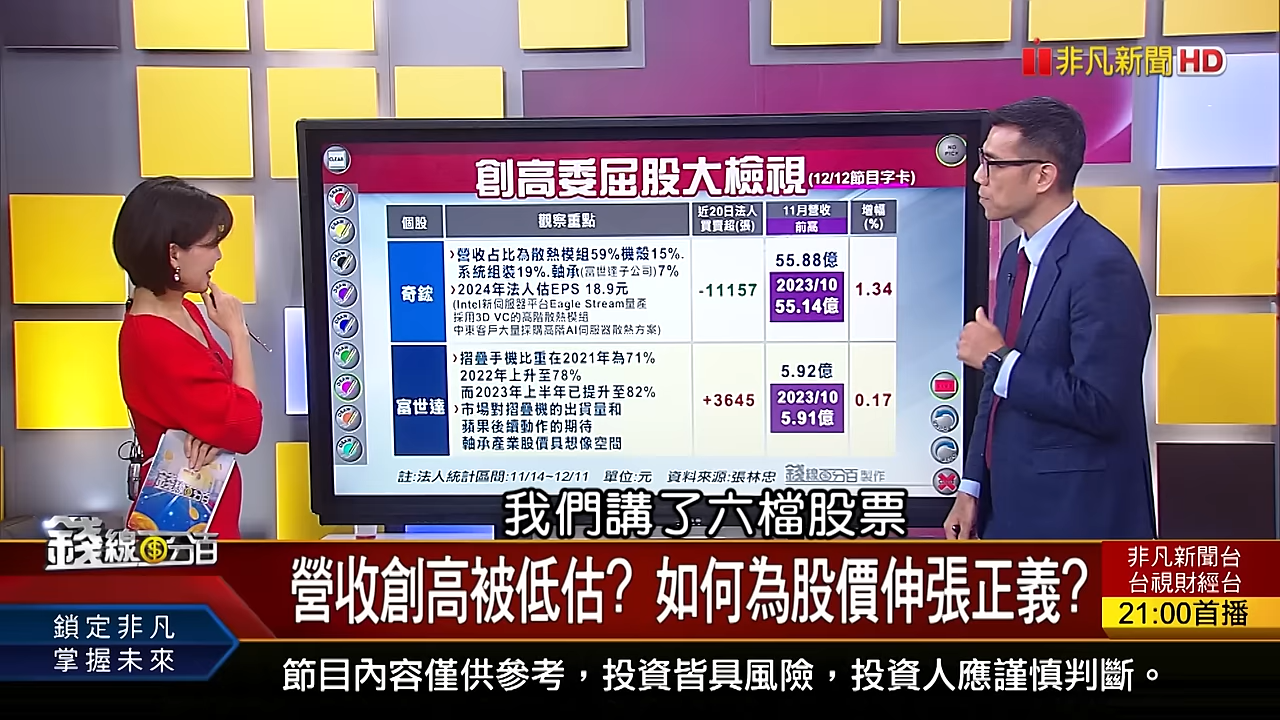 非凡新聞HD
CLEAR
NO PICT
創高委屈股大檢視(12/12節目字卡)
個股
觀察重點
近20日法人
買賣超(張)
11月營收
前高
增幅
(%)
奇鋐
›營收占比為散熱模組59%機殼15%.
系統組裝19%.軸承(富世達子公司)7%
›2024年法人估EPS 18.9元
(Intel新伺服器平台Eagle Stream量產
採用3D VC的高階散熱模組
中東客戶大量採購高階AI伺服器散熱方案)
-11157
55.88億
2023/10
55.14億
1.34
富世達
›摺疊手機比重在2021年為71%
2022年上升至78%
而2023年上半年已提升至82%
›市場對摺疊機的出貨量和
蘋果後續動作的期待
軸承產業股價具想像空間
+3645
5.92億
2023/10
5.91億
0.17
註:法人統計區間:11/14~12/11 單位:元 資料來源:張林忠 錢線百分百製作
我們講了六檔股票
錢線百分百
營收創高被低估? 如何為股價伸張正義?
非凡新聞台
台視財經台
21:00首播
鎖定非凡
掌握未來
節目內容僅供參考，投資皆具風險，投資人應謹慎判斷。